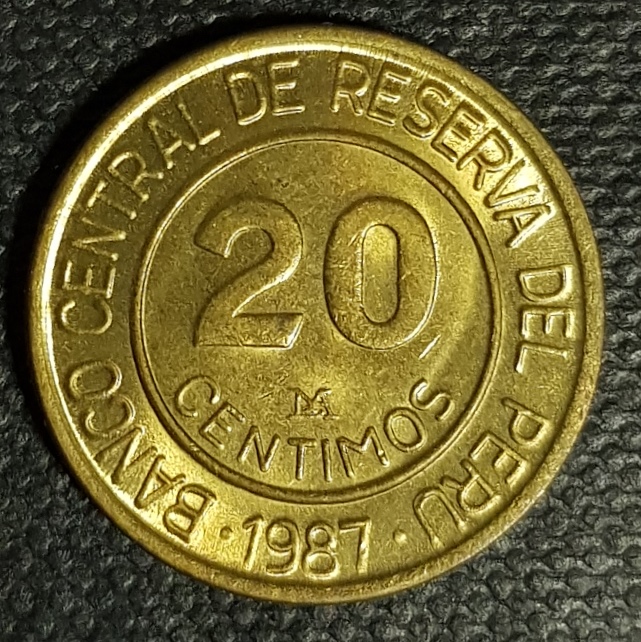 BANCO CENTRAL DE RESERVA DEL PERU
20
CENTIMOS
· 1987 ·